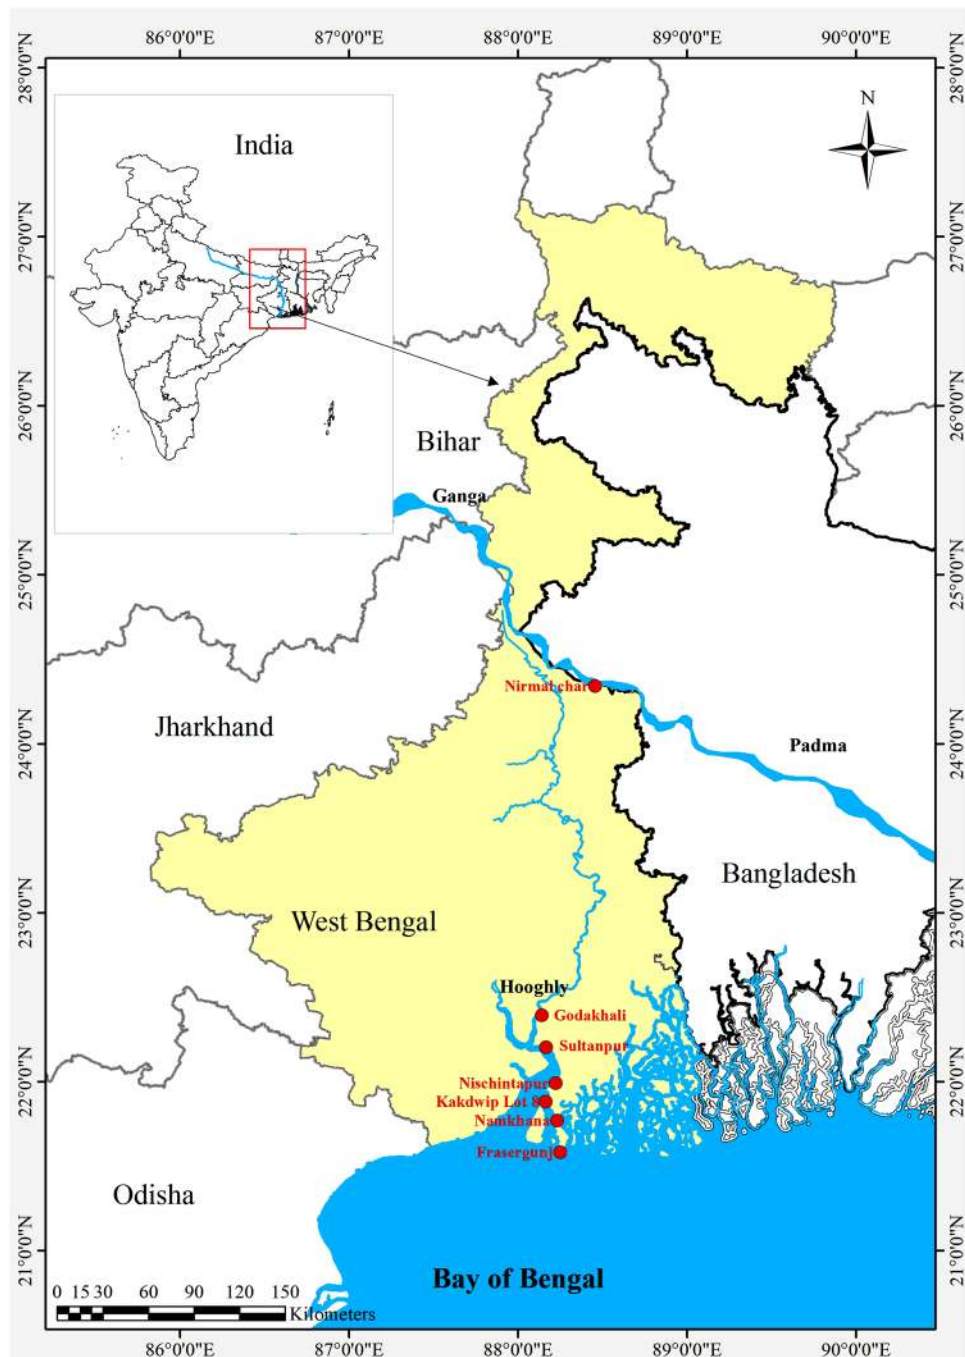 86°0'0"E 87°0'0"E 88°0'0"E 89°0'0"E 90°0'0"E
28°0'0"N 28°0'0"N
N
India
27°0'0"N 27°0'0"N
26°0'0"N 26°0'0"N
Bihar
Ganga
25°0'0"N 25°0'0"N
Nirmal char
Jharkhand
Padma
24°0'0"N 24°0'0"N
Bangladesh
West Bengal
23°0'0"N 23°0'0"N
Hooghly
Godakhali
Sultanpur
Nischintapur
22°0'0"N 22°0'0"N
Kakdwip Lot 8
Namkhana
Frasergunj
Odisha
21°0'0"N 21°0'0"N
Bay of Bengal
0 15 30 60 90 120 150
Kilometers
86°0'0"E 87°0'0"E 88°0'0"E 89°0'0"E 90°0'0"E